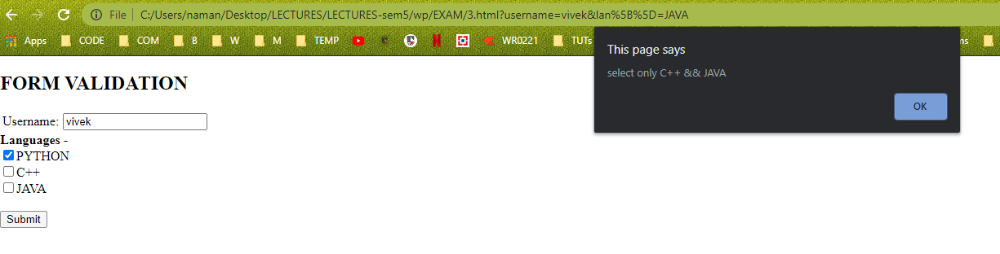 File C:/Users/naman/Desktop/LECTURES/LECTURES-sem5/wp/EXAM/3.html?username=vivek&lan%5B%5D=JAVA
Apps CODE COM B W M TEMP WR0221 TUTs ns
This page says
select only C++ && JAVA
OK
FORM VALIDATION
Username: vivek
Languages -
PYTHON
C++
JAVA
Submit